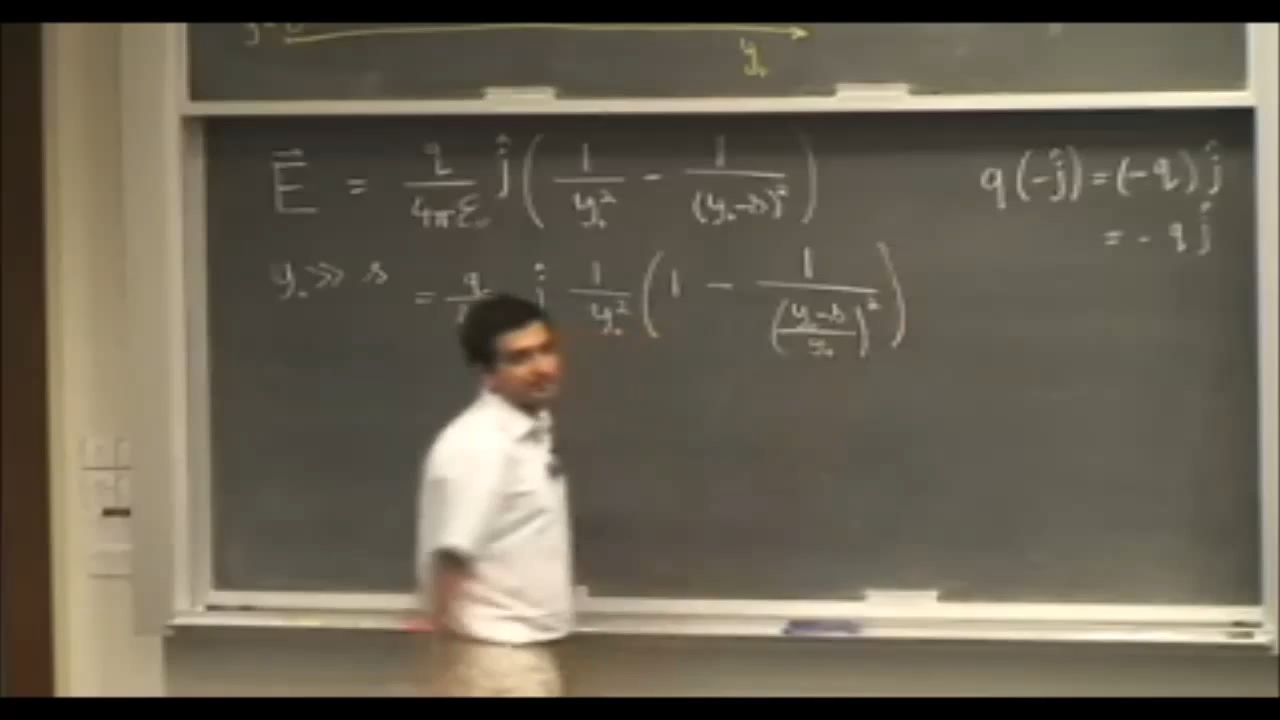 y₀
E⃗ = q/(4πε₀) ĵ ( 1/y₀² - 1/(y₀-s)² )
q(-ĵ) = (-q) ĵ
= - q ĵ
y₀ >> s = q ĵ 1/y₀² ( 1 - 1/((y₀-s)/y₀)² )